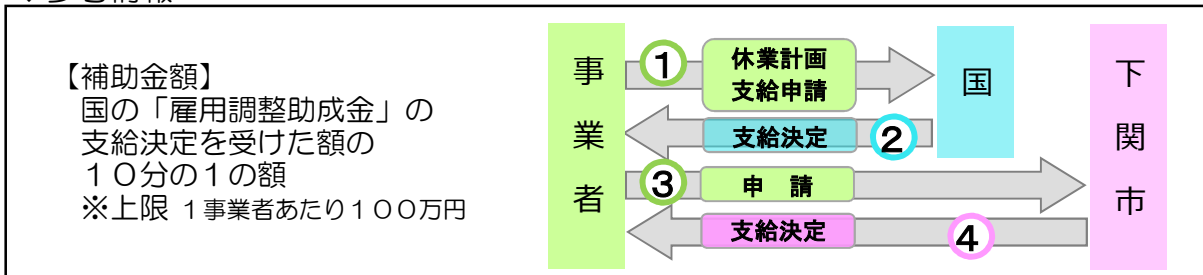 【補助金額】
国の「雇用調整助成金」の
支給決定を受けた額の
１０分の１の額
※上限 １事業者あたり１００万円
事業者
① 休業計画
支給申請
国
支給決定 ②
③ 申 請
支給決定 ④
下関市